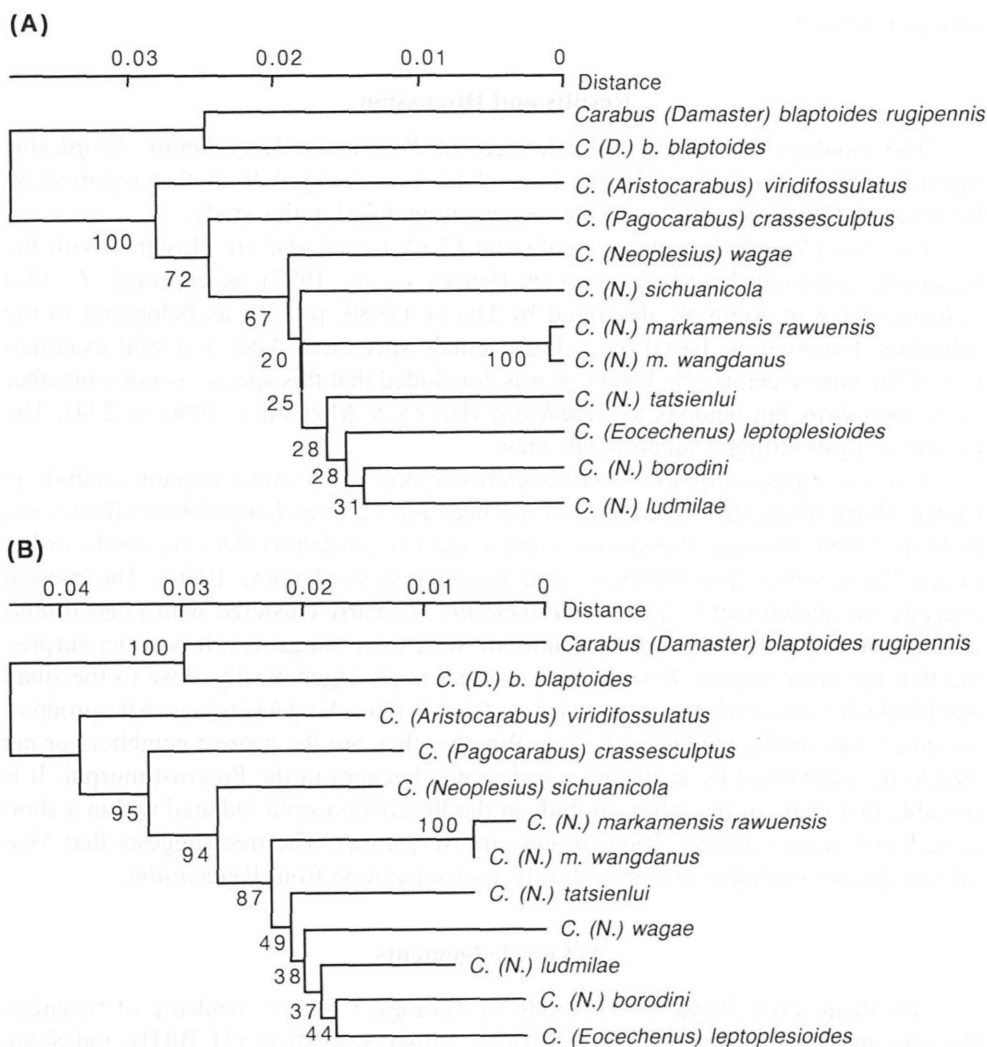 (A)
0.03 0.02 0.01 0
Distance
Carabus (Damaster) blaptoides rugipennis
C (D.) b. blaptoides
C. (Aristocarabus) viridifossulatus
100
C. (Pagocarabus) crassesculptus
C. (Neoplesius) wagae
72
C. (N.) sichuanicola
67
C. (N.) markamensis rawuensis
20
100
C. (N.) m. wangdanus
25
C. (N.) tatsienlui
C. (Eocechenus) leptoplesioides
28
C. (N.) borodini
28
31
C. (N.) ludmilae
(B)
0.04 0.03 0.02 0.01 0
Distance
Carabus (Damaster) blaptoides rugipennis
100
C. (D.) b. blaptoides
C. (Aristocarabus) viridifossulatus
C. (Pagocarabus) crassesculptus
C. (Neoplesius) sichuanicola
95
C. (N.) markamensis rawuensis
100
94
C. (N.) m. wangdanus
87
C. (N.) tatsienlui
C. (N.) wagae
49
C. (N.) ludmilae
38
C. (N.) borodini
37
44
C. (Eocechenus) leptoplesioides